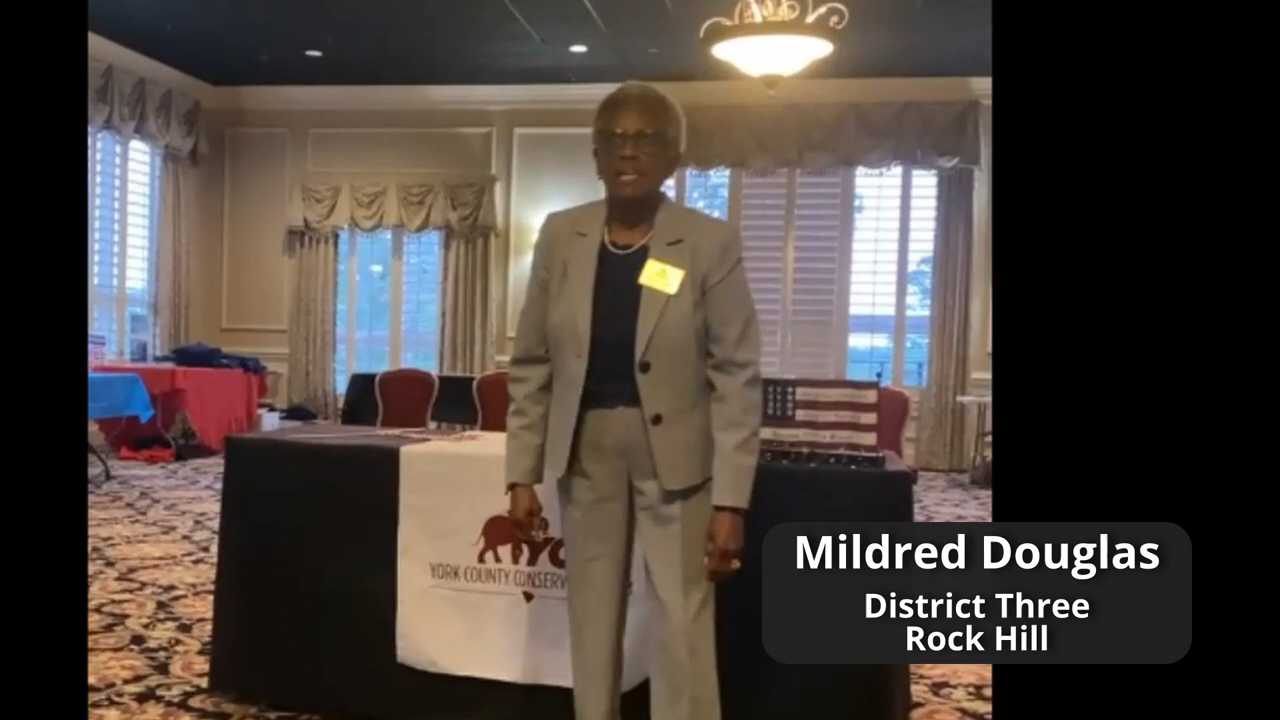 YORK COUNTY CONSERV
Mildred Douglas
District Three
Rock Hill